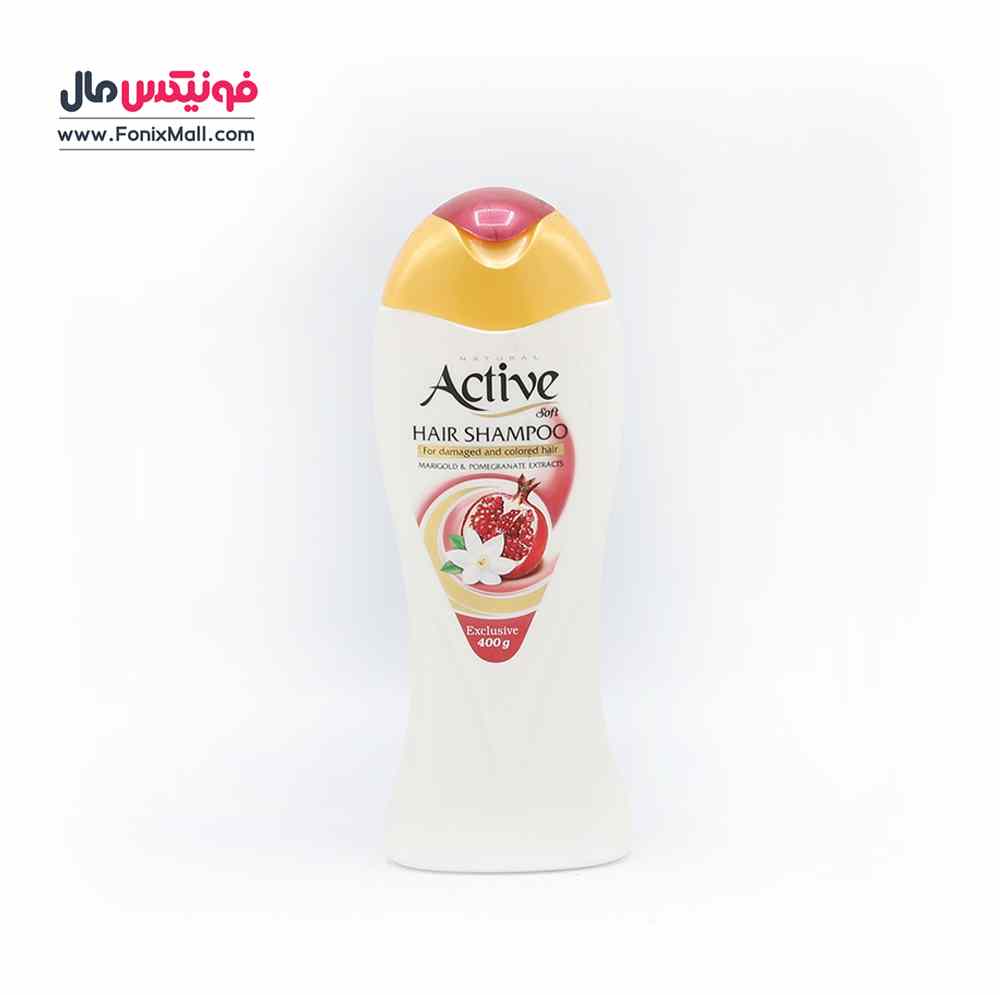 فونیکس مال
www.FonixMall.com
NATURAL
Active
Soft
HAIR SHAMPOO
For damaged and colored hair
MARIGOLD & POMEGRANATE EXTRACTS
Exclusive
400 g